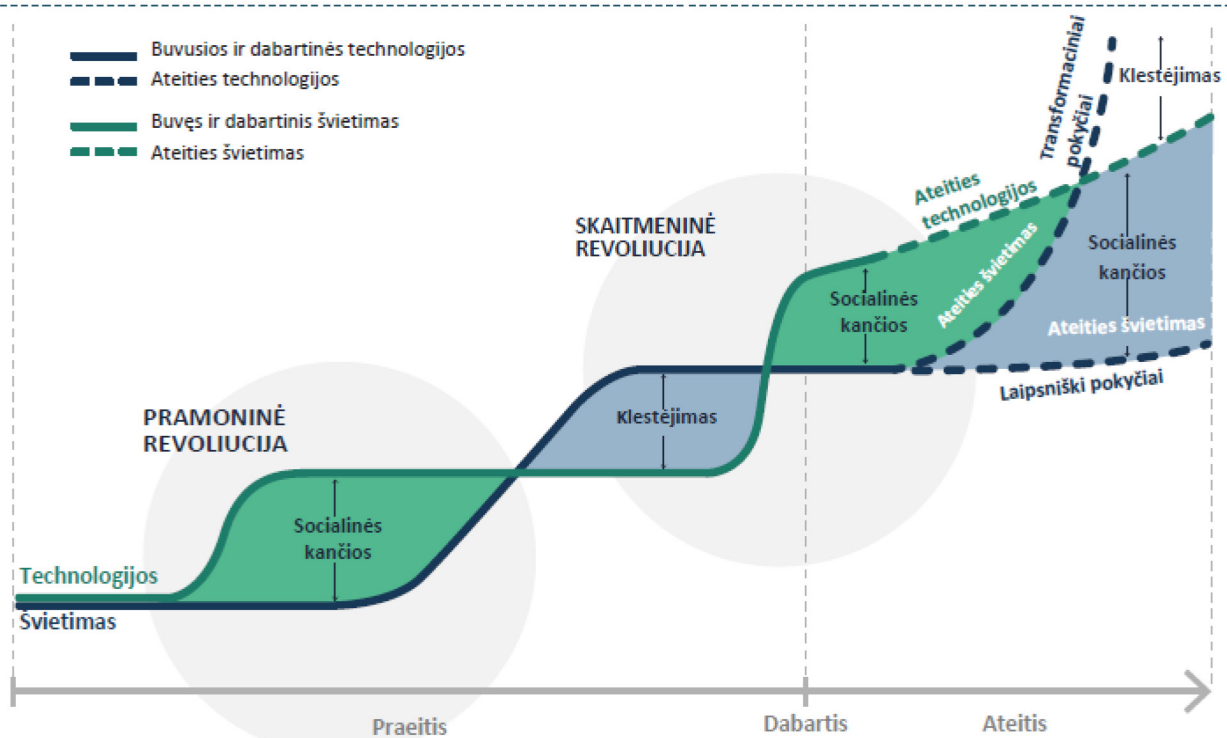 Buvusios ir dabartinės technologijos
Ateities technologijos
Buvęs ir dabartinis švietimas
Ateities švietimas
Transformaciniai
pokyčiai
Klestėjimas
SKAITMENINĖ
REVOLIUCIJA
Ateities
technologijos
Ateities švietimas
Socialinės
kančios
Socialinės
kančios
Ateities švietimas
Laipsniški pokyčiai
PRAMONINĖ
REVOLIUCIJA
Klestėjimas
Socialinės
kančios
Technologijos
Švietimas
Praeitis
Dabartis
Ateitis